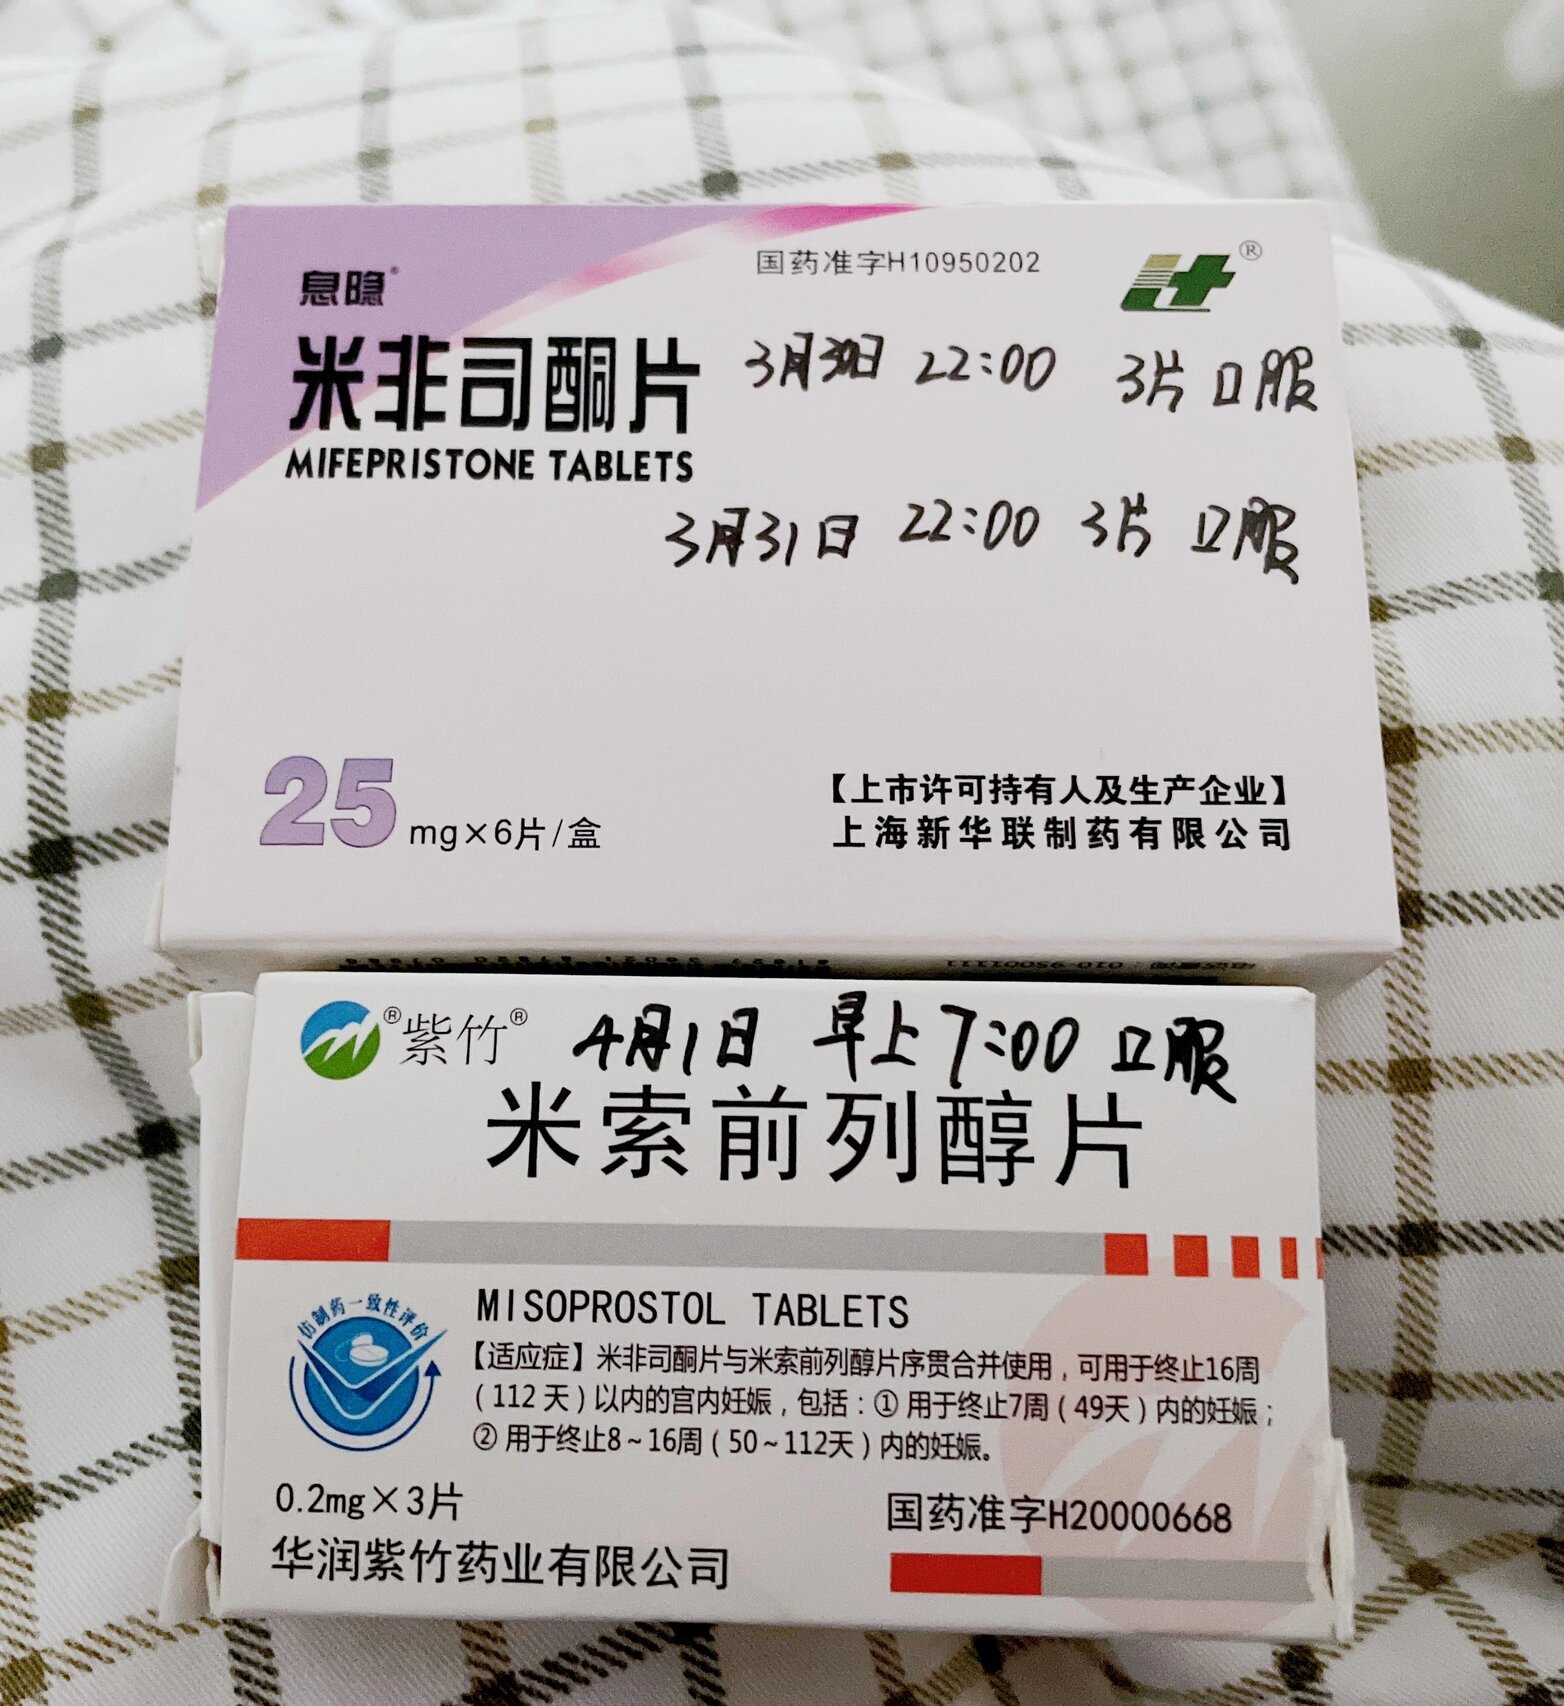 息隐®
国药准字H10950202
®
米非司酮片
MIFEPRISTONE TABLETS
3月30日 22:00 3片 口服
3月31日 22:00 3片 口服
25mg×6片/盒
【上市许可持有人及生产企业】
上海新华联制药有限公司
®紫竹®
4月1日 早上7:00 口服
米索前列醇片
仿制药一致性评价
MISOPROSTOL TABLETS
【适应症】米非司酮片与米索前列醇片序贯合并使用，可用于终止16周
（112 天）以内的宫内妊娠，包括：① 用于终止7周（49天）内的妊娠；
② 用于终止8～16周（50～112天）内的妊娠。
0.2mg×3片
国药准字H20000668
华润紫竹药业有限公司